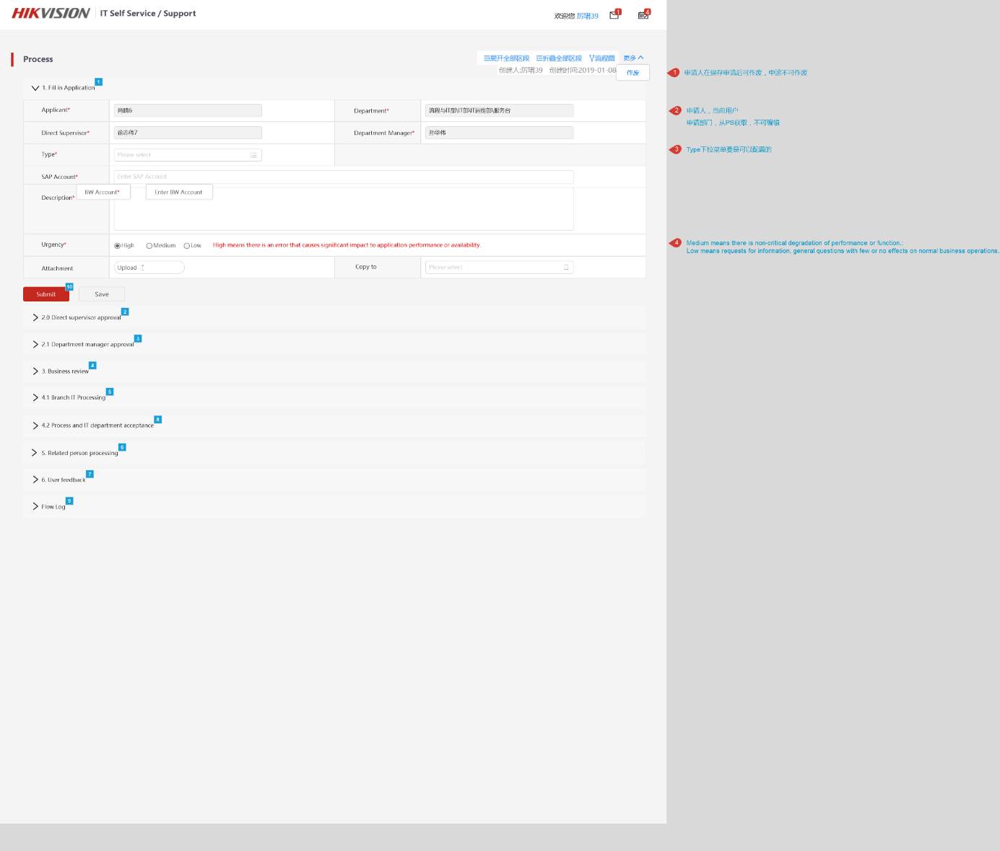 HIKVISION IT Self Service / Support
欢迎您 厉珺39 1 4
Process
展开全部区段 折叠全部区段 流程图 更多
创建人:厉珺39 创建时间:2019-01-08
作废
1 申请人在保存申请后可作废，中途不可作废
1. Fill in Application 1
Applicant* 肖晴6 Department* 流程与IT部\IT部\IT运维部\服务台
2 申请人，当前用户
申请部门，从PS获取，不可编辑
Direct Supervisor* 徐志伟7 Department Manager* 孙华伟
Type* Please select
3 Type下拉菜单要是可以配置的
SAP Account* Enter SAP Account
BW Account* Enter BW Account
Description*
Urgency* High Medium Low High means there is an error that causes significant impact to application performance or availability.
4 Medium means there is non-critical degradation of performance or function.;
Low means requests for information, general questions with few or no effects on normal business operations.
Attachment Upload Copy to Please select
Submit 10 Save
2.0 Direct supervisor approval 2
2.1 Department manager approval 3
3. Business review 4
4.1 Branch IT Processing 5
4.2 Process and IT department acceptance 8
5. Related person processing 6
6. User feedback 7
Flow Log 9